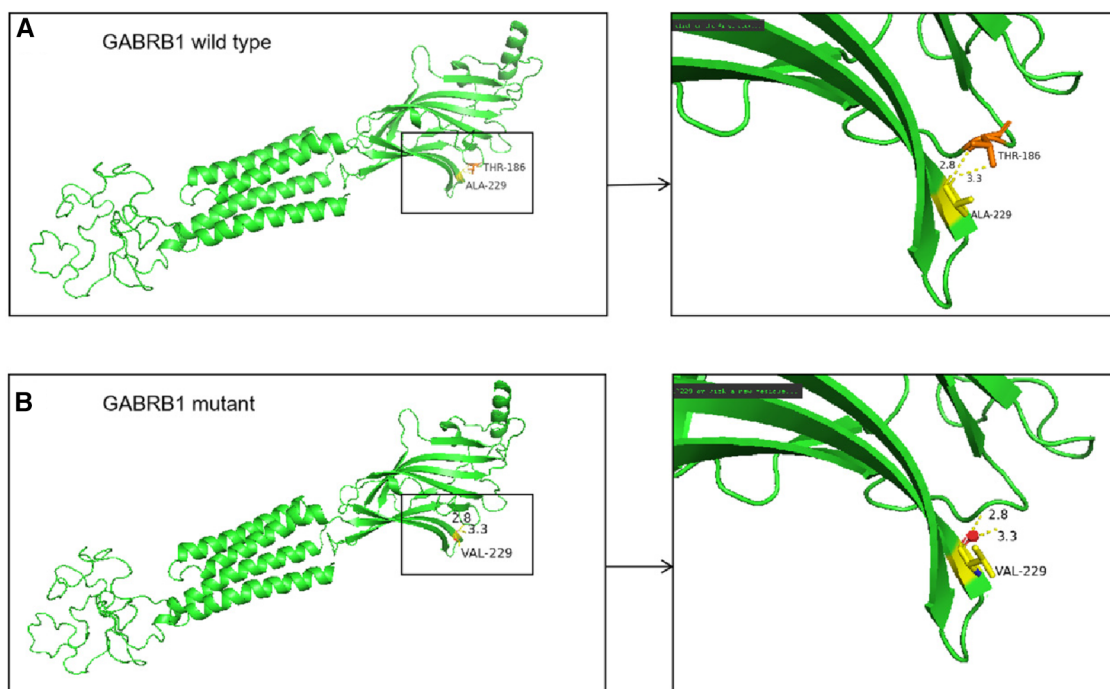 A
GABRB1 wild type
THR-186
ALA-229
THR-186
2.8
3.3
ALA-229
B
GABRB1 mutant
2.8
3.3
VAL-229
2.8
3.3
VAL-229